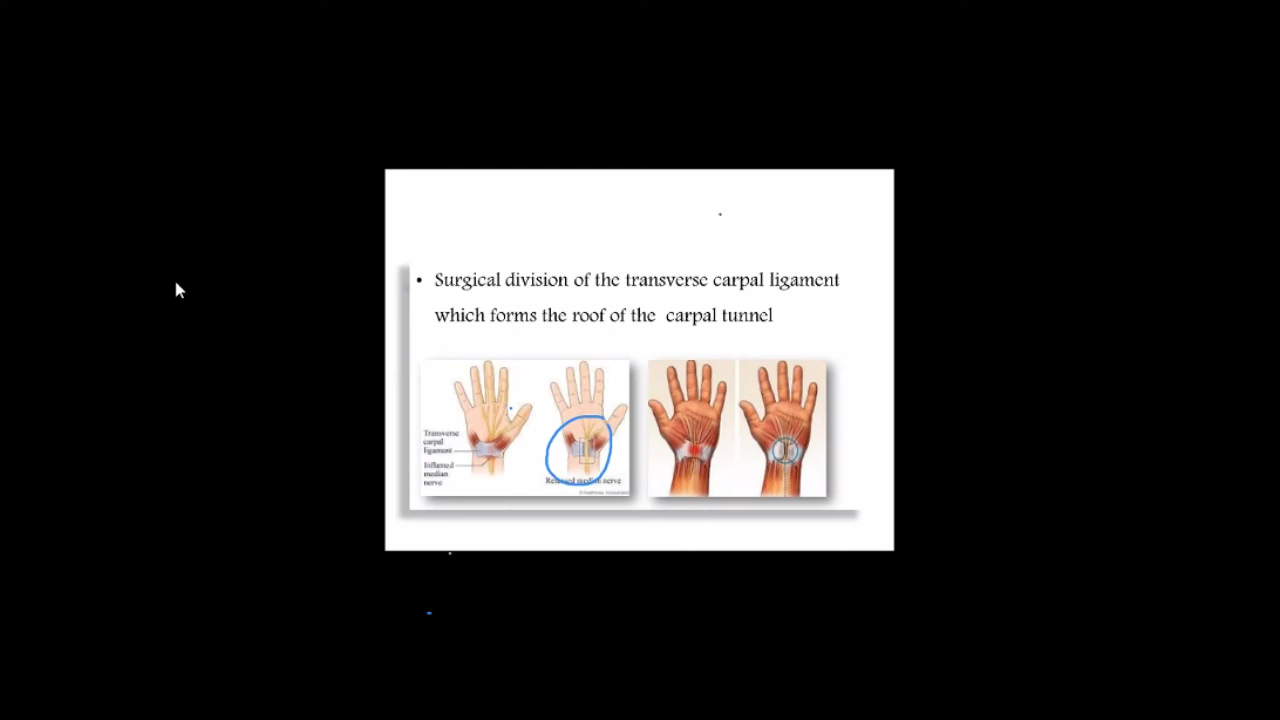 • Surgical division of the transverse carpal ligament
which forms the roof of the carpal tunnel
Transverse
carpal
ligament
Inflamed
median
nerve
Released median nerve